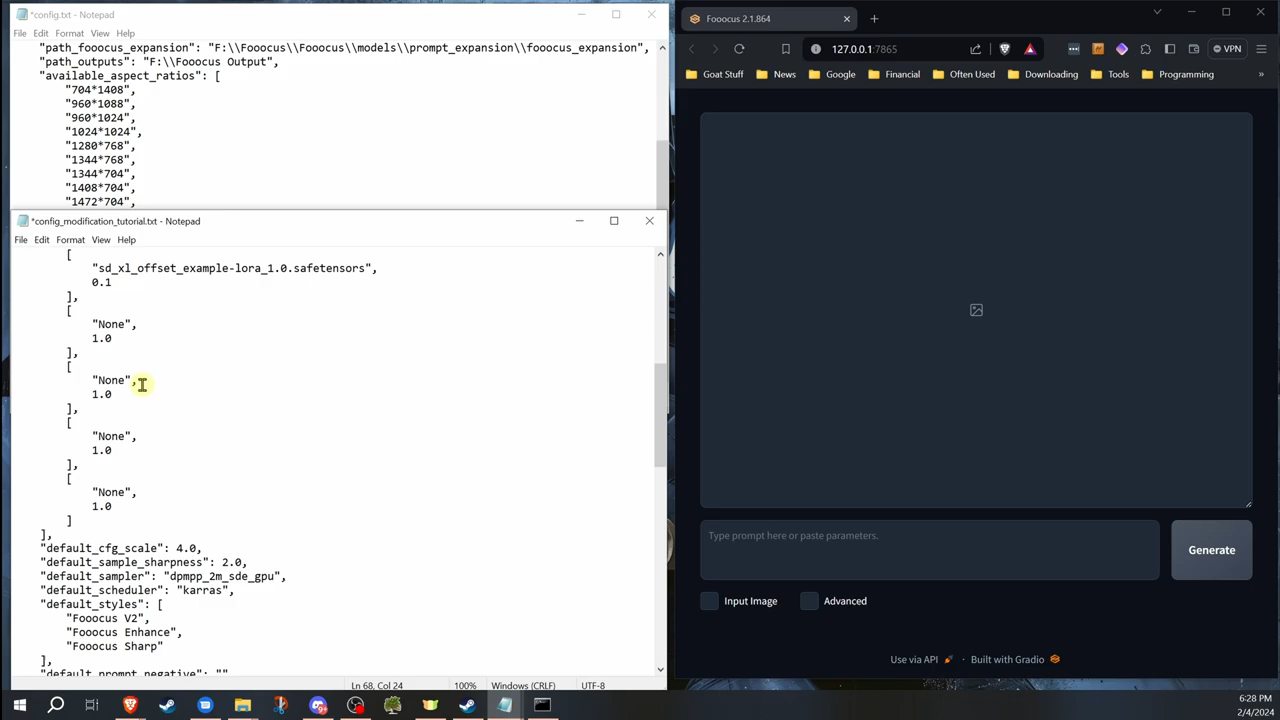 *config.txt - Notepad
File Edit Format View Help
"path_fooocus_expansion": "F:\\Fooocus\\Fooocus\\models\\prompt_expansion\\fooocus_expansion",
"path_outputs": "F:\\Fooocus Output",
"available_aspect_ratios": [
"704*1408",
"960*1088",
"960*1024",
"1024*1024",
"1280*768",
"1344*768",
"1344*704",
"1408*704",
"1472*704",
*config_modification_tutorial.txt - Notepad
File Edit Format View Help
[
"sd_xl_offset_example-lora_1.0.safetensors",
0.1
],
[
"None",
1.0
],
[
"None",
1.0
],
[
"None",
1.0
],
[
"None",
1.0
]
],
"default_cfg_scale": 4.0,
"default_sample_sharpness": 2.0,
"default_sampler": "dpmpp_2m_sde_gpu",
"default_scheduler": "karras",
"default_styles": [
"Fooocus V2",
"Fooocus Enhance",
"Fooocus Sharp"
],
"default_prompt_negative": ""
Ln 68, Col 24 100% Windows (CRLF) UTF-8
Fooocus 2.1.864
127.0.0.1:7865
VPN
Goat Stuff News Google Financial Often Used Downloading Tools Programming »
Type prompt here or paste parameters.
Generate
Input Image Advanced
Use via API · Built with Gradio
6:28 PM
2/4/2024